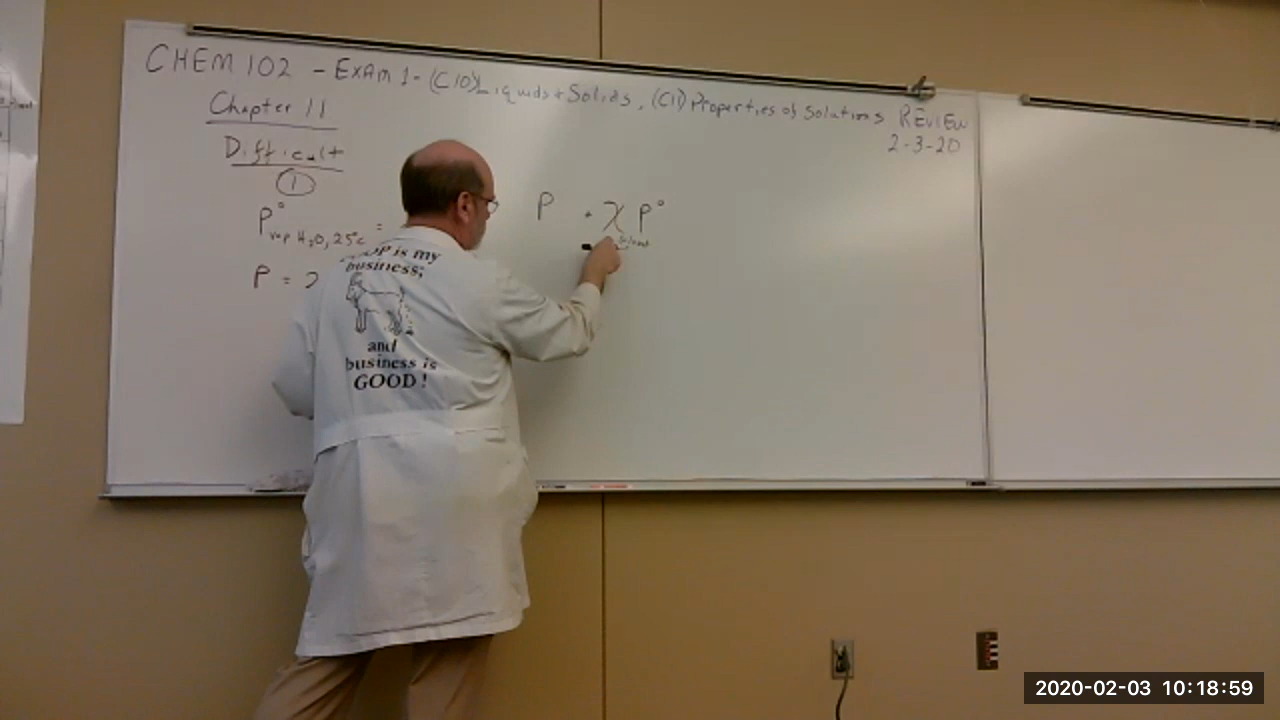 CHEM 102 - EXAM 1 - (C10) Liquids + Solids, (C11) Properties of Solutions REVIEW
2-3-20
Chapter 11
Difficult
1
P° vap H2O, 25°C =
P =
P = χ P°
is my
business;
and
business is
GOOD!
2020-02-03 10:18:59